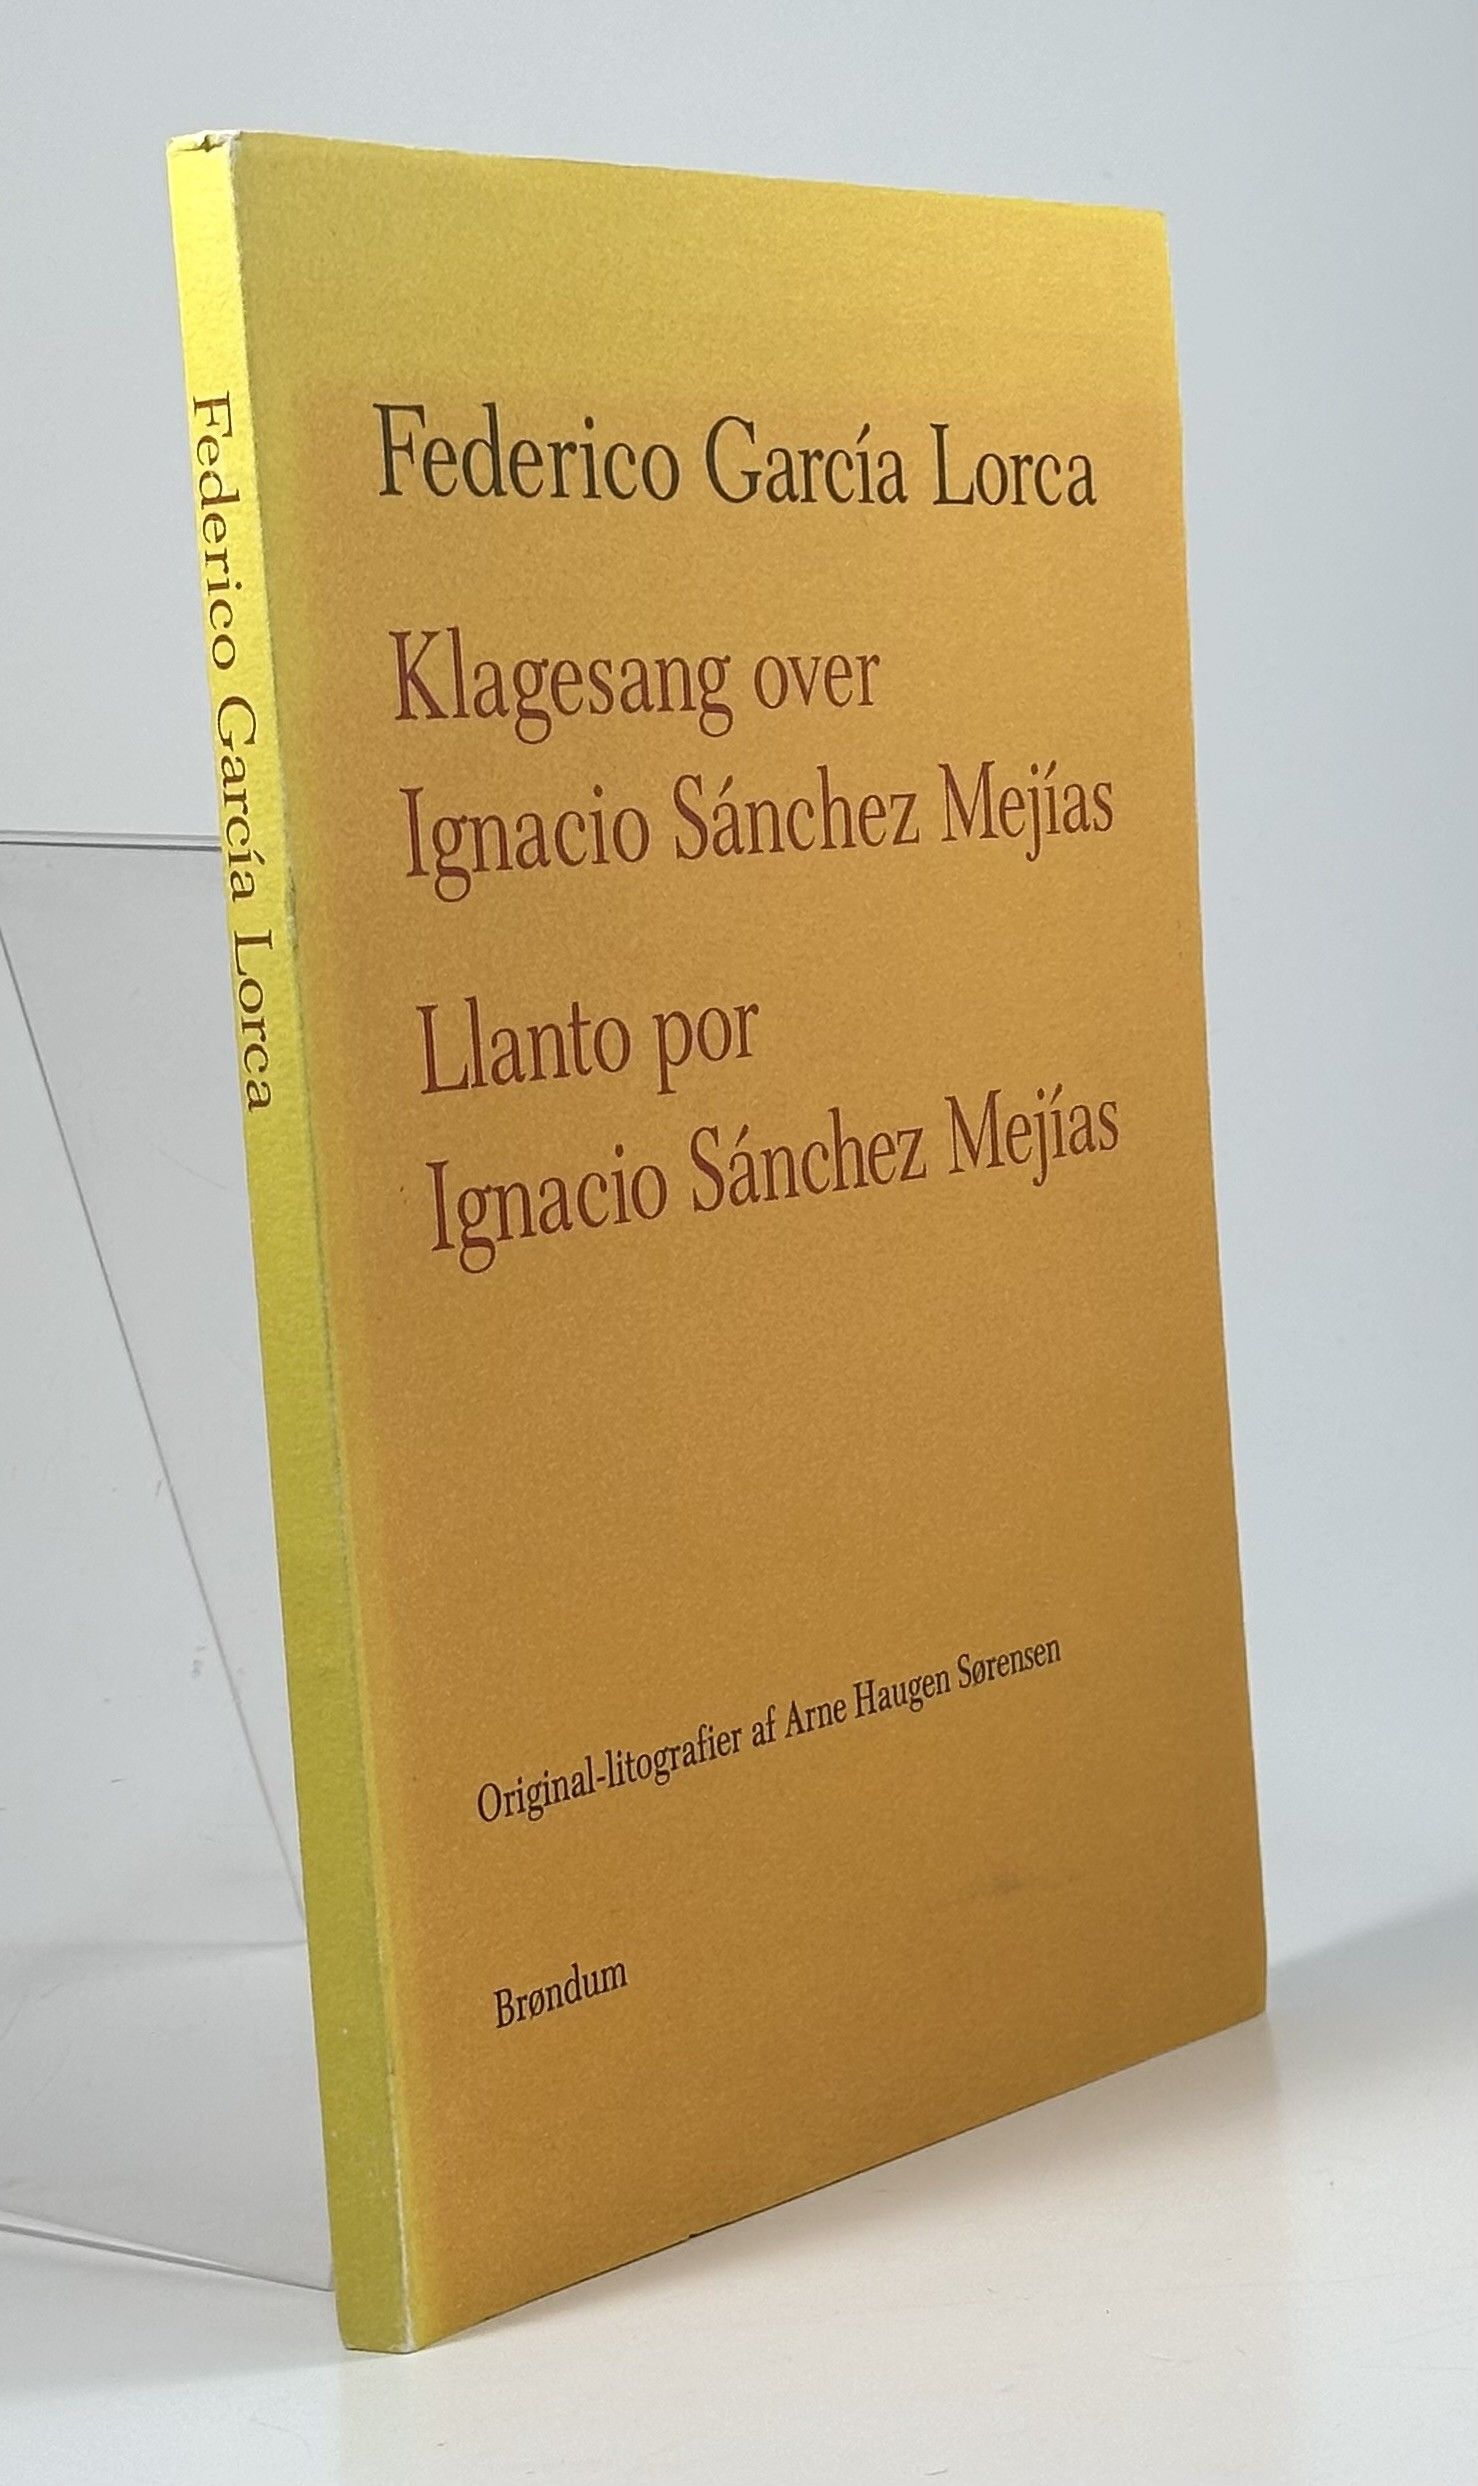 Federico García Lorca
Federico García Lorca
Klagesang over
Ignacio Sánchez Mejías
Llanto por
Ignacio Sánchez Mejías
Original-litografier af Arne Haugen Sørensen
Brøndum